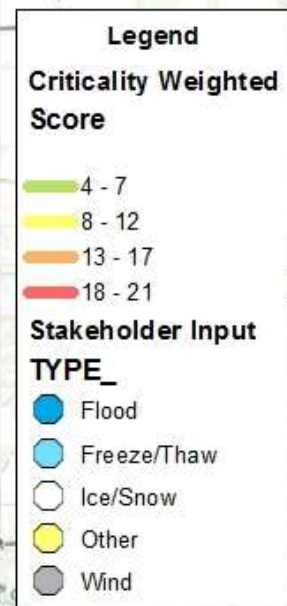 Legend
Criticality Weighted
Score
4 - 7
8 - 12
13 - 17
18 - 21
Stakeholder Input
TYPE_
Flood
Freeze/Thaw
Ice/Snow
Other
Wind